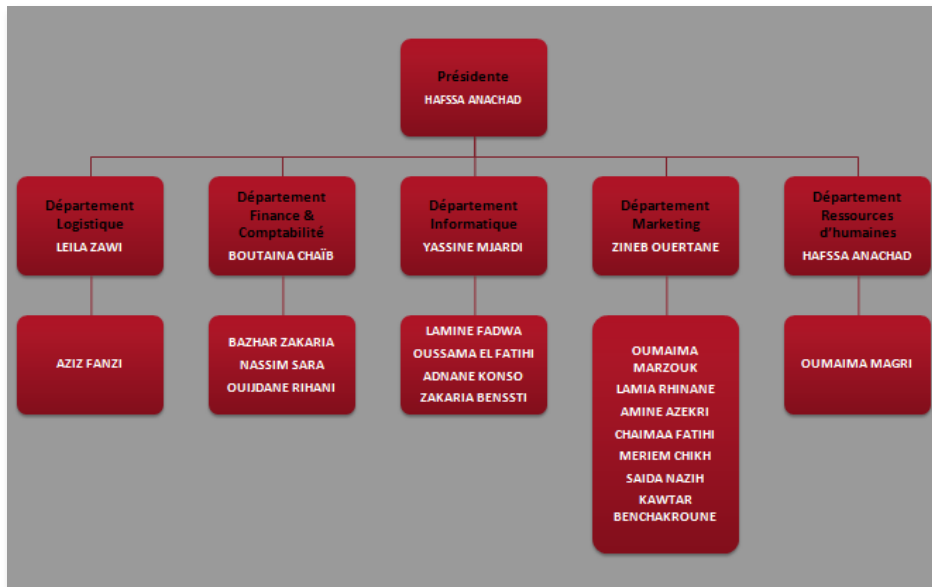 Présidente
HAFSSA ANACHAD
Département
Logistique
LEILA ZAWI
Département
Finance &
Comptabilité
BOUTAINA CHAÏB
Département
Informatique
YASSINE MJARDI
Département
Marketing
ZINEB OUERTANE
Département
Ressources
d'humaines
HAFSSA ANACHAD
AZIZ FANZI
BAZHAR ZAKARIA
NASSIM SARA
OUIJDANE RIHANI
LAMINE FADWA
OUSSAMA EL FATIHI
ADNANE KONSO
ZAKARIA BENSSTI
OUMAIMA
MARZOUK
LAMIA RHINANE
AMINE AZEKRI
CHAIMAA FATIHI
MERIEM CHIKH
SAIDA NAZIH
KAWTAR
BENCHAKROUNE
OUMAIMA MAGRI